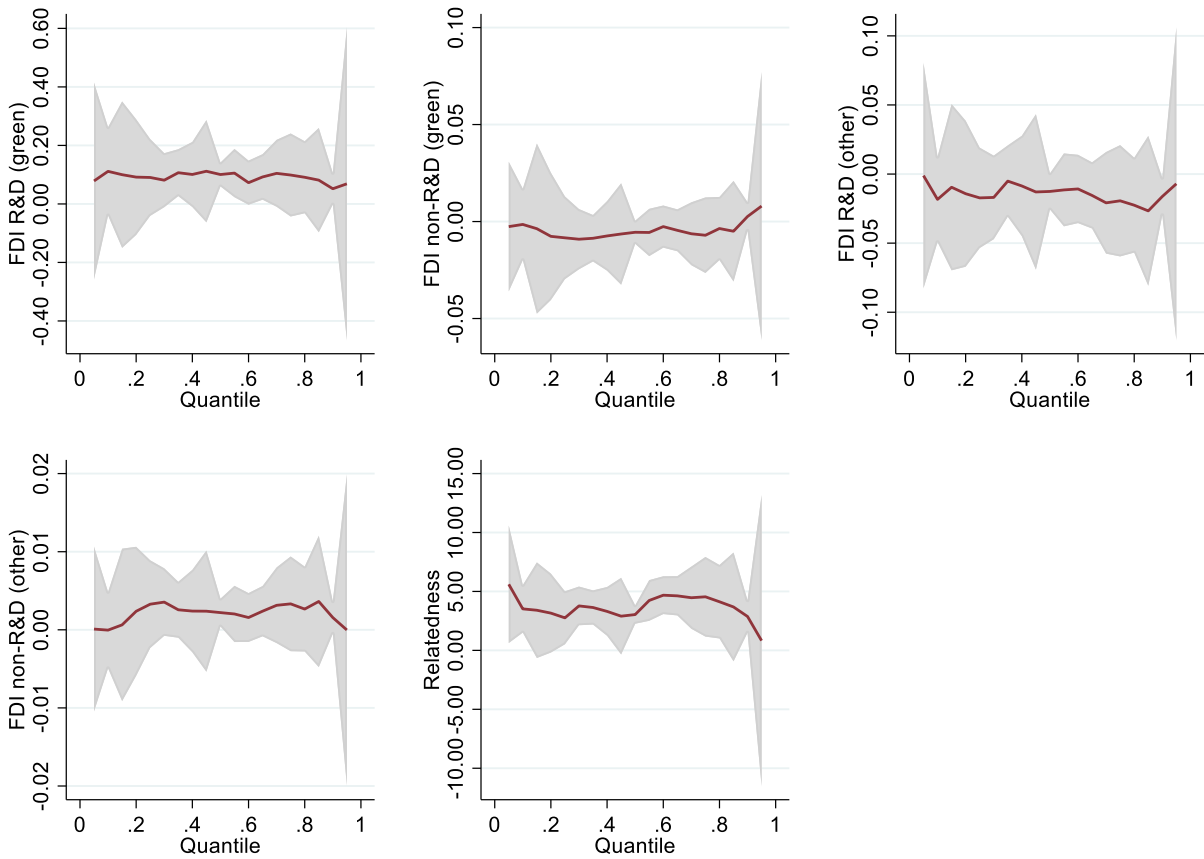 FDI R&D (green)
0.60
0.40
0.20
0.00
-0.20
-0.40
0 .2 .4 .6 .8 1
Quantile
FDI non-R&D (green)
0.10
0.05
0.00
-0.05
0 .2 .4 .6 .8 1
Quantile
FDI R&D (other)
0.10
0.05
0.00
-0.05
-0.10
0 .2 .4 .6 .8 1
Quantile
FDI non-R&D (other)
0.02
0.01
0.00
-0.01
-0.02
0 .2 .4 .6 .8 1
Quantile
Relatedness
15.00
10.00
5.00
0.00
-5.00
-10.00
0 .2 .4 .6 .8 1
Quantile